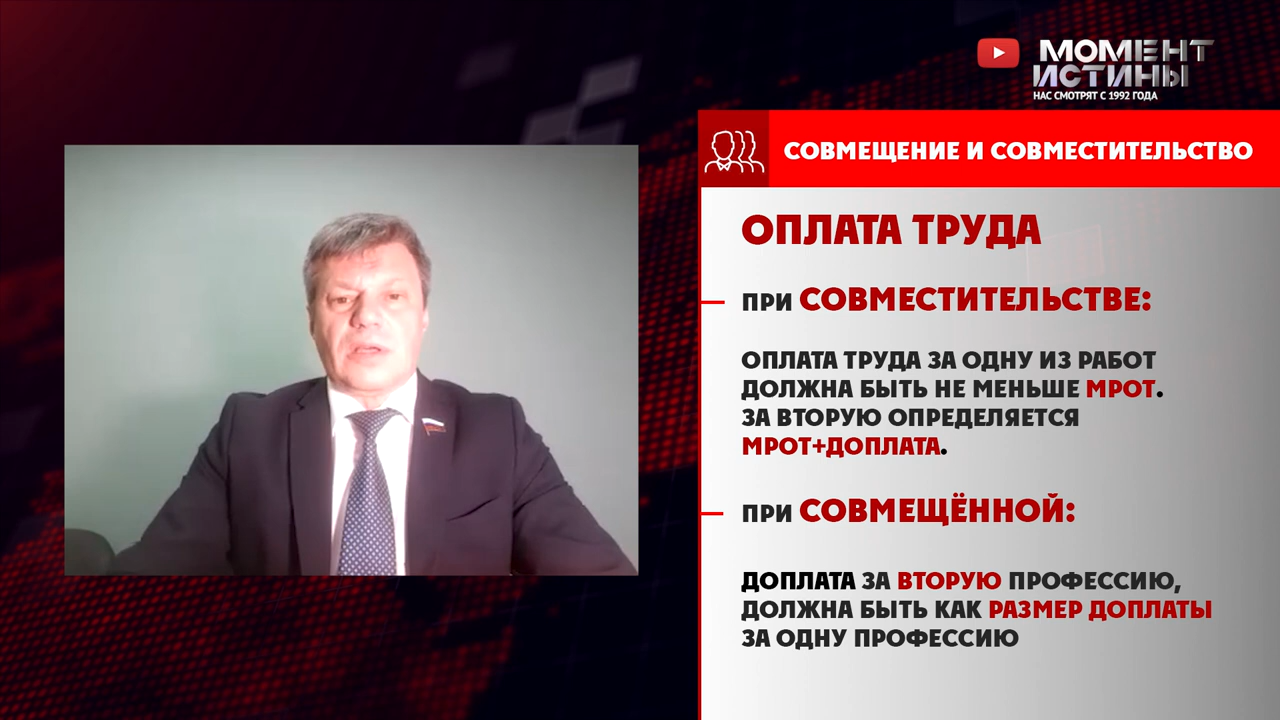 МОМЕНТ
ИСТИНЫ
НАС СМОТРЯТ С 1992 ГОДА
СОВМЕЩЕНИЕ И СОВМЕСТИТЕЛЬСТВО
ОПЛАТА ТРУДА
ПРИ СОВМЕСТИТЕЛЬСТВЕ:
ОПЛАТА ТРУДА ЗА ОДНУ ИЗ РАБОТ
ДОЛЖНА БЫТЬ НЕ МЕНЬШЕ МРОТ.
ЗА ВТОРУЮ ОПРЕДЕЛЯЕТСЯ
МРОТ+ДОПЛАТА.
ПРИ СОВМЕЩЁННОЙ:
ДОПЛАТА ЗА ВТОРУЮ ПРОФЕССИЮ,
ДОЛЖНА БЫТЬ КАК РАЗМЕР ДОПЛАТЫ
ЗА ОДНУ ПРОФЕССИЮ